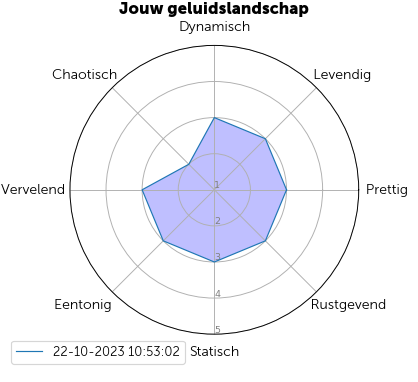 Jouw geluidslandschap
Dynamisch
Chaotisch
Levendig
Vervelend
1
Prettig
2
3
4
Eentonig
Rustgevend
5
22-10-2023 10:53:02
Statisch